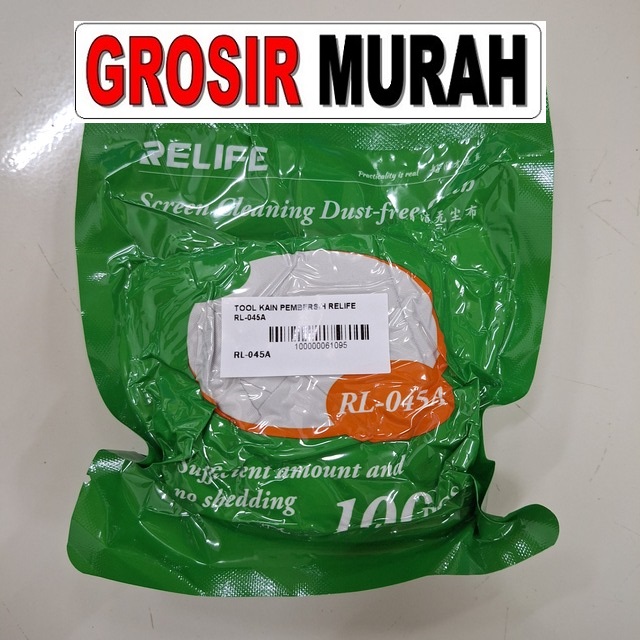 GROSIR MURAH
RELIFE
Practicality is real
Screen Cleaning Dust-free
TOOL KAIN PEMBERSIH RELIFE
RL-045A
100000061095
RL-045A
RL-045A
Sufficient amount and
no shedding
100